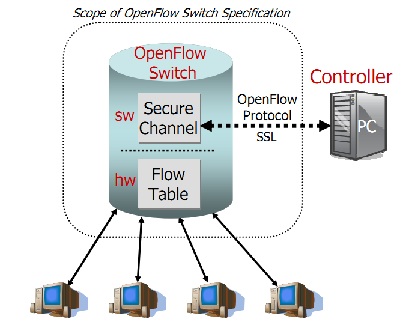 Scope of OpenFlow Switch Specification
OpenFlow
Switch
Controller
sw
Secure
Channel
OpenFlow
Protocol
SSL
PC
hw
Flow
Table